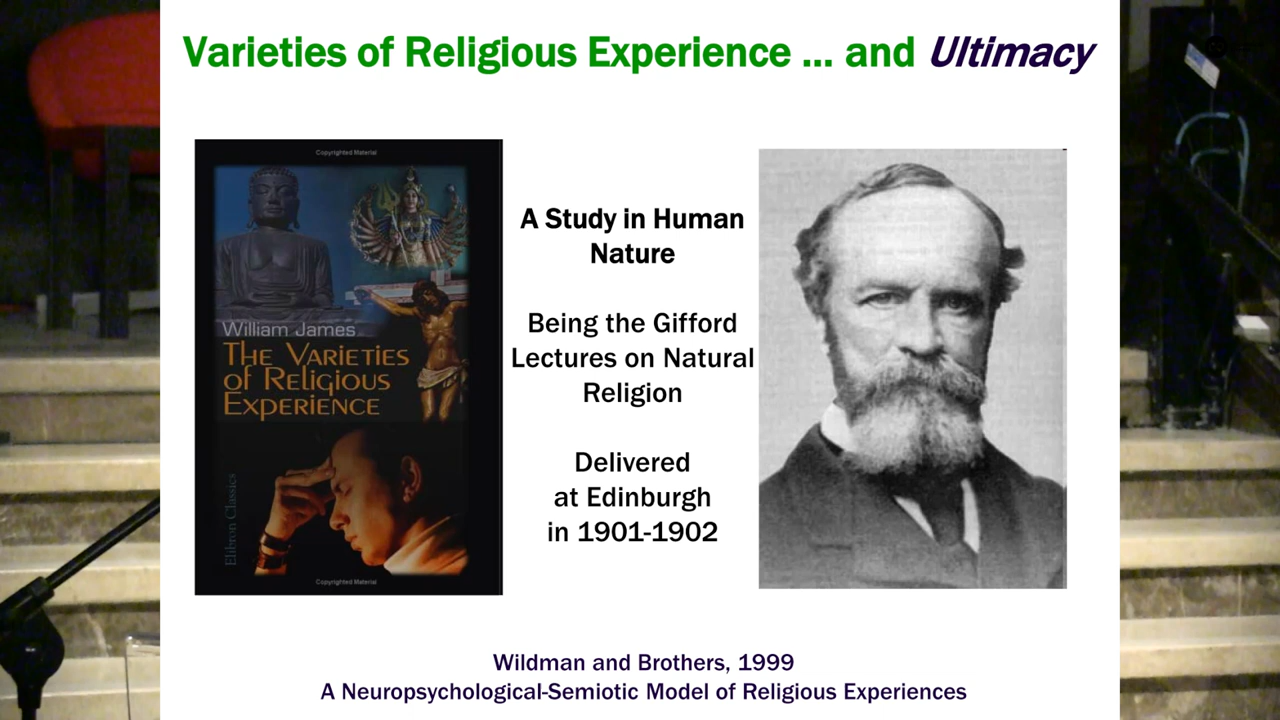 Varieties of Religious Experience ... and Ultimacy
Copyrighted Material
William James
THE VARIETIES
OF RELIGIOUS
EXPERIENCE
Elibron Classics
Copyrighted Material
A Study in Human
Nature
Being the Gifford
Lectures on Natural
Religion
Delivered
at Edinburgh
in 1901-1902
Wildman and Brothers, 1999
A Neuropsychological-Semiotic Model of Religious Experiences